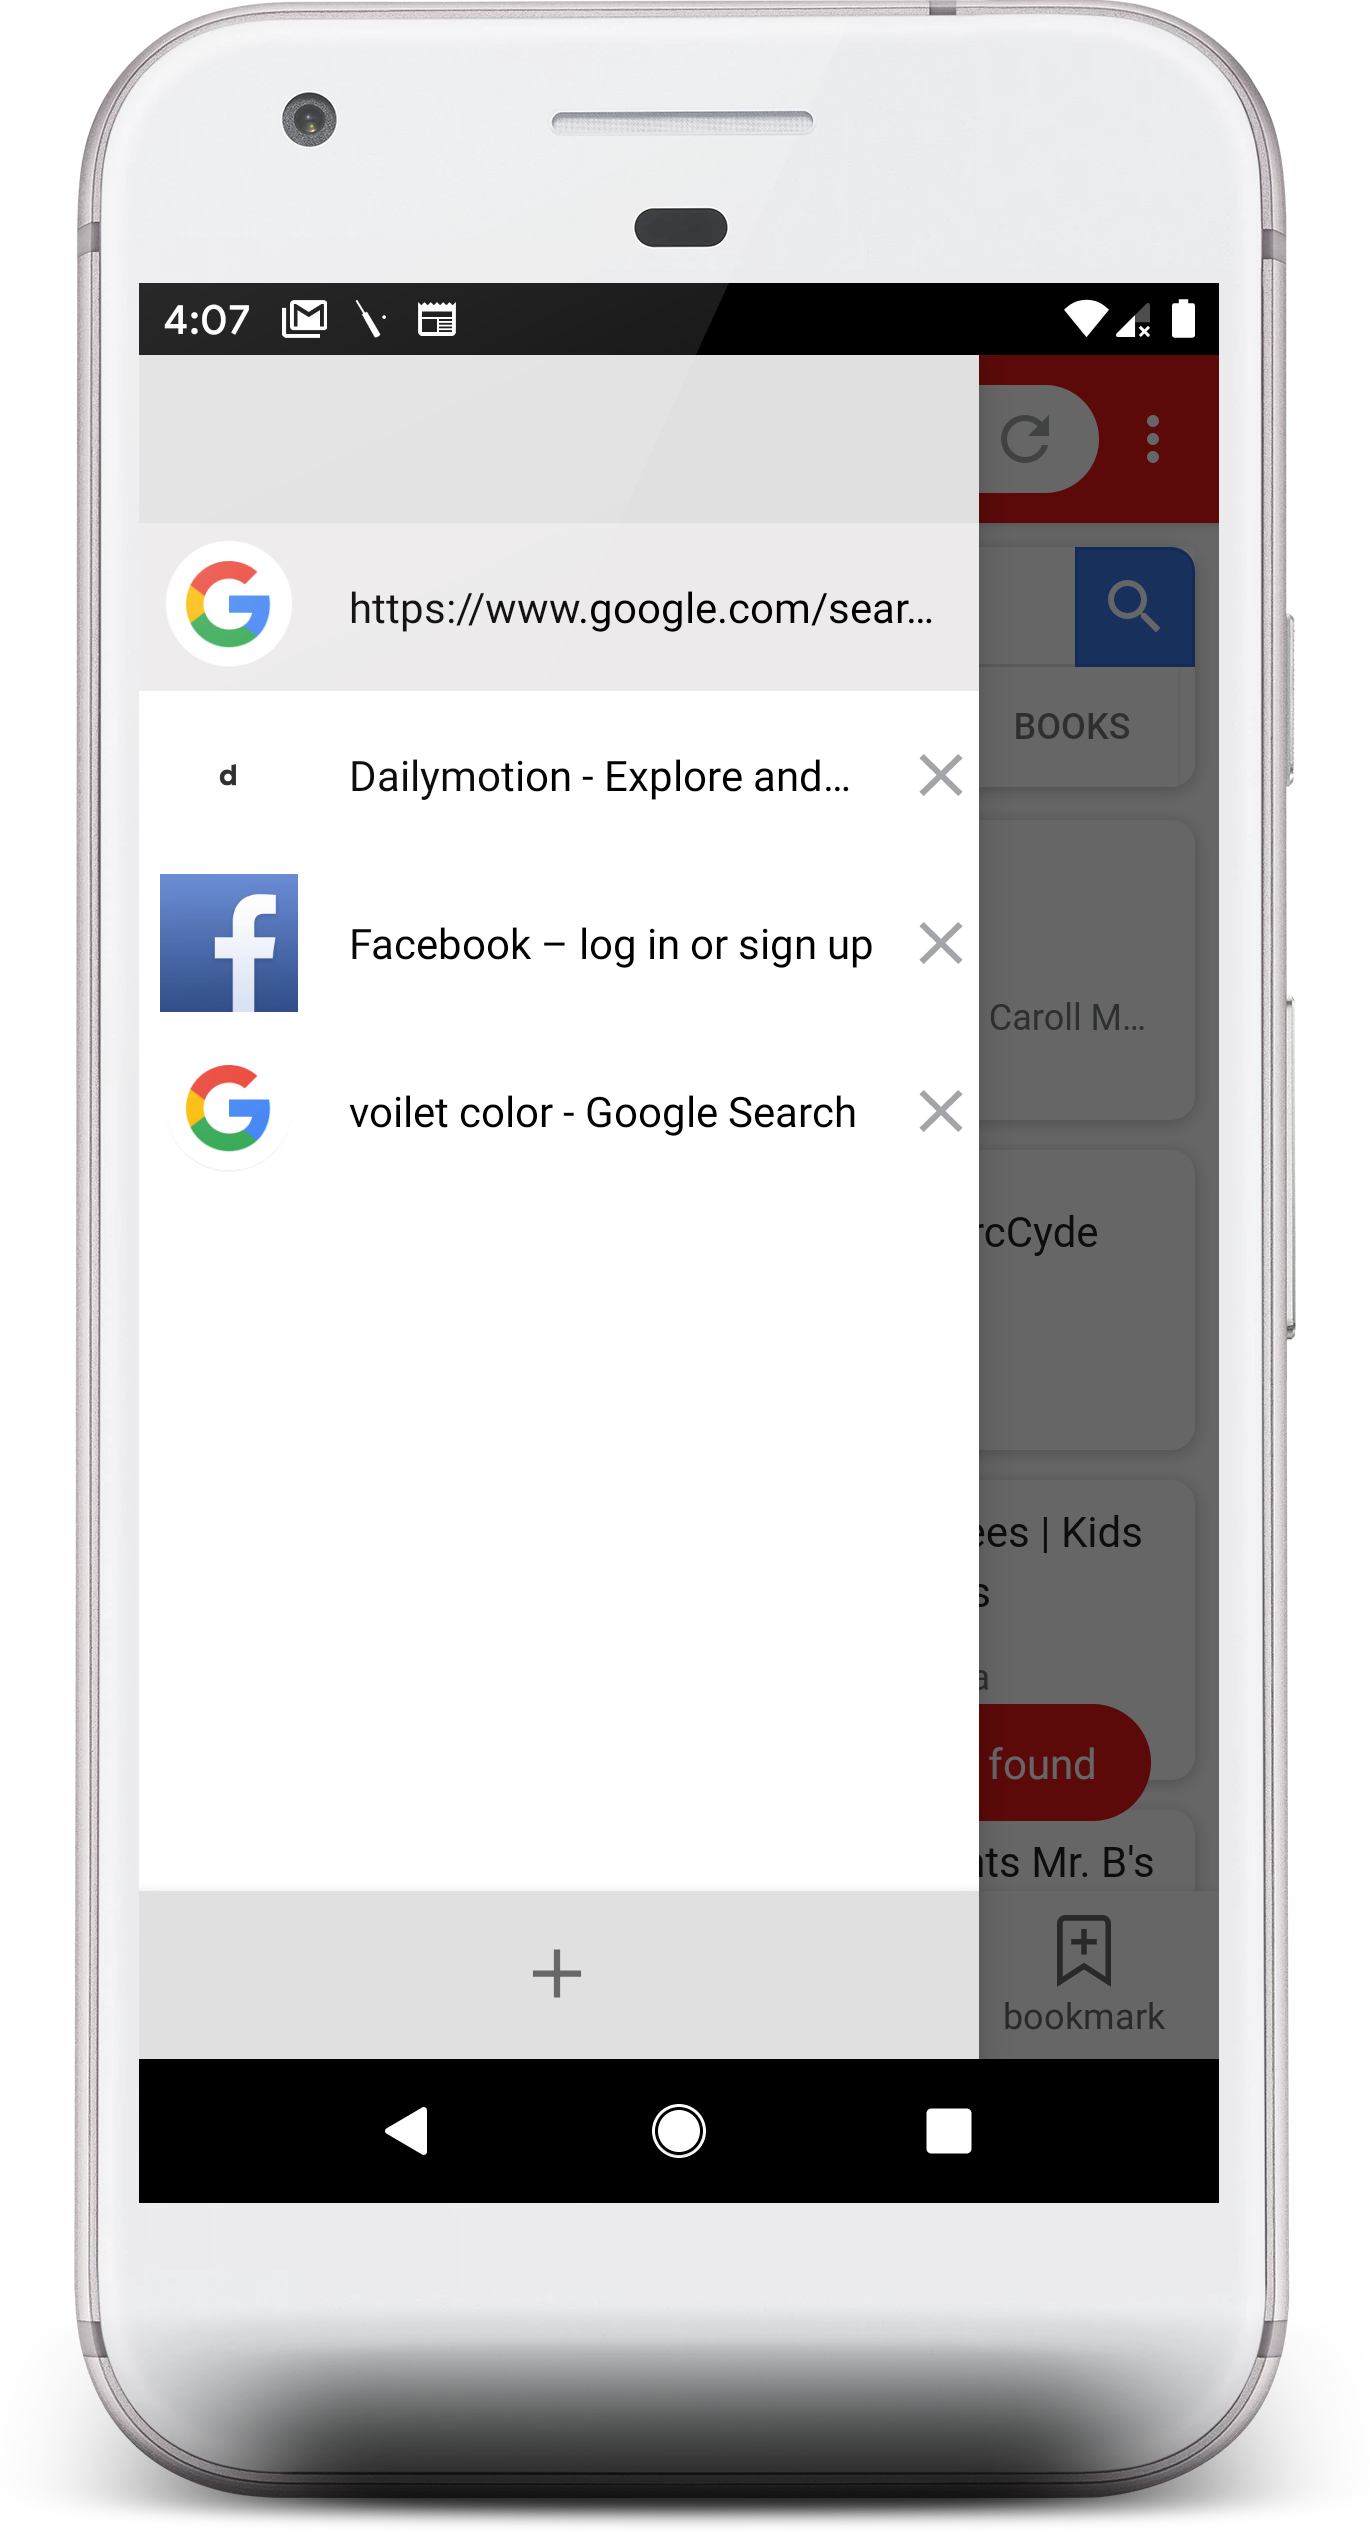 4:07
https://www.google.com/sear...
BOOKS
d
Dailymotion - Explore and...
Facebook – log in or sign up
Caroll M...
voilet color - Google Search
rcCyde
ees | Kids
s
a
found
nts Mr. B's
bookmark